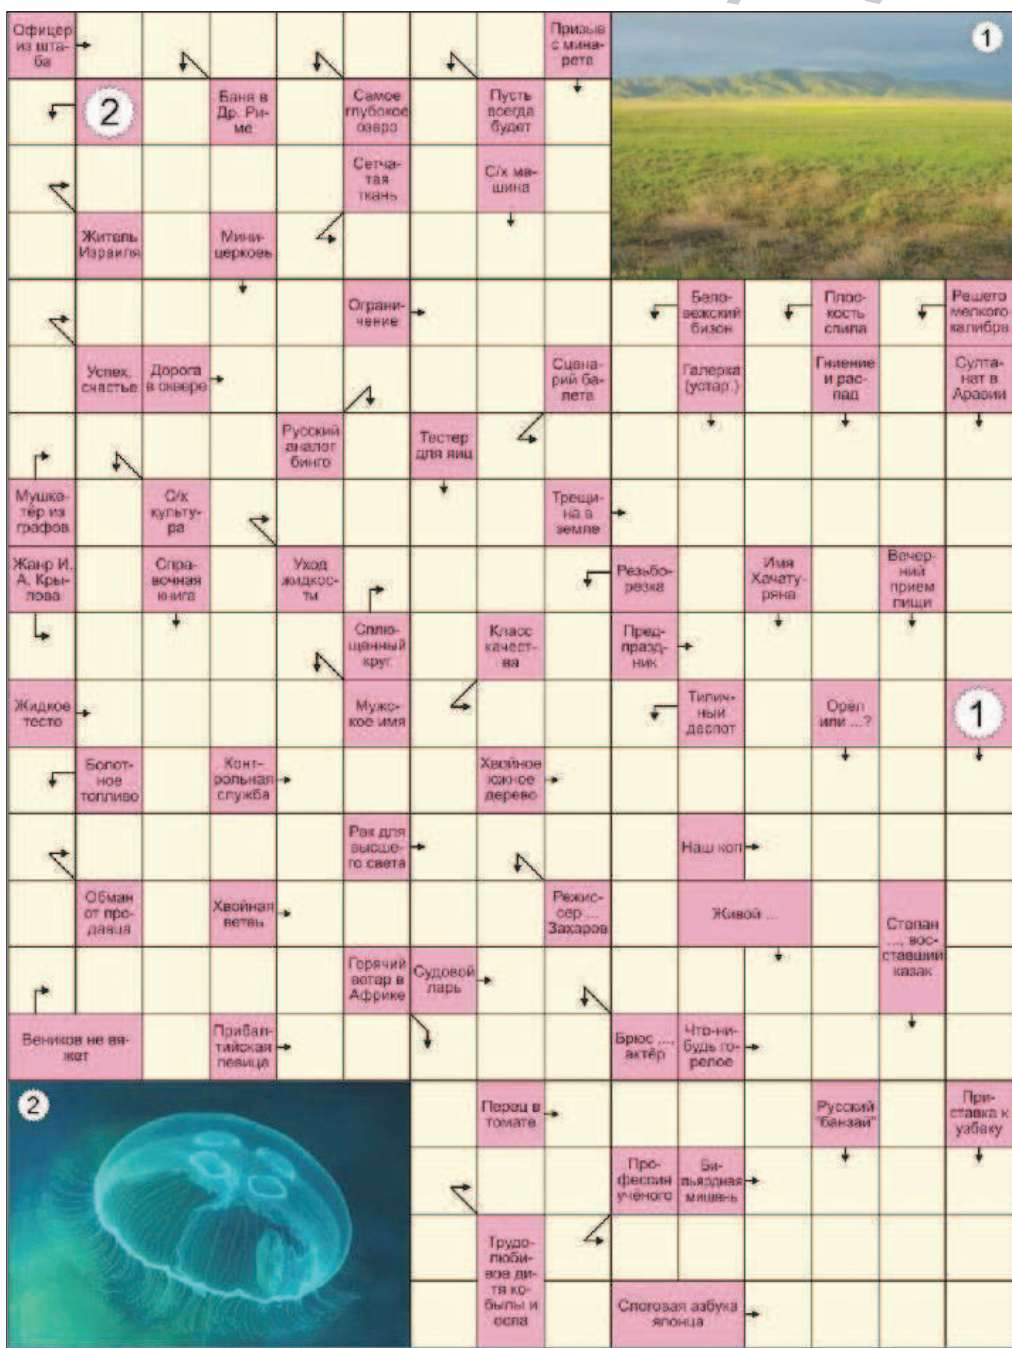 Офицер
из шта-
ба
Призыв
с мина-
рета
1
2
Баня в
Др. Ри-
ме
Самое
глубокое
озеро
Пусть
всегда
будет
Сетча-
тая
ткань
С/х ма-
шина
Житель
Израиля
Мини-
церковь
Ограни-
чение
Бело-
вежский
бизон
Плос-
кость
спила
Решето
мелкого
калибра
Успех,
счастье
Дорога
в сквере
Сцена-
рий ба-
лета
Галерка
(устар.)
Гниение
и рас-
пад
Султа-
нат в
Аравии
Русский
аналог
бинго
Тестер
для яиц
Мушке-
тёр из
графов
С/х
культу-
ра
Трещи-
на в
земле
Жанр И.
А. Кры-
лова
Спра-
вочная
книга
Уход
жидкос-
ти
Резьбо-
резка
Имя
Хачату-
ряна
Вечер-
ний
прием
пищи
Сплю-
щенный
круг
Класс
качест-
ва
Пред-
празд-
ник
Жидкое
тесто
Мужс-
кое имя
Типич-
ный
деспот
Орёл
или ...?
1
Болот-
ное
топливо
Конт-
рольная
служба
Хвойное
южное
дерево
Рак для
высше-
го света
Наш коп
Обман
от про-
давца
Хвойная
ветвь
Режис-
сёр ...
Захаров
Живой ...
Степан
..., вос-
ставший
казак
Горячий
ветер в
Африке
Судовой
ларь
Веников не вя-
жет
Прибал-
тийская
певица
Брюс ...,
актёр
Что-ни-
будь го-
релое
2
Перец в
томате
Русский
"банзай"
При-
ставка к
узбеку
Про-
фессия
учёного
Би-
льярдная
мишень
Трудо-
люби-
вое ди-
тя ко-
былы и
осла
Слоговая азбука
японца